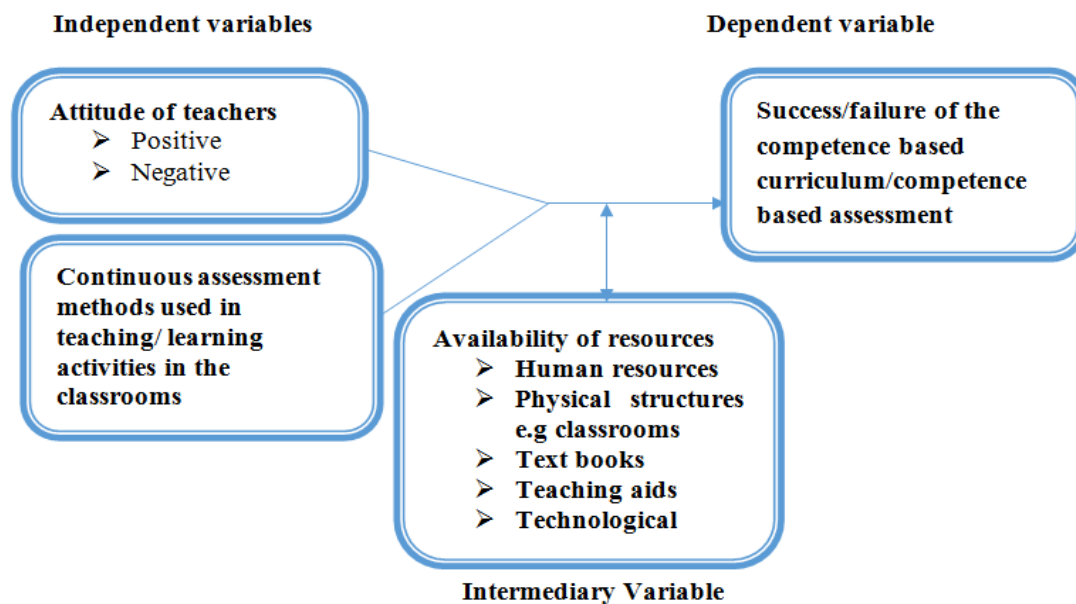 Independent variables
Dependent variable
Attitude of teachers
➢ Positive
➢ Negative
Success/failure of the
competence based
curriculum/competence
based assessment
Continuous assessment
methods used in
teaching/ learning
activities in the
classrooms
Availability of resources
➢ Human resources
➢ Physical structures
e.g classrooms
➢ Text books
➢ Teaching aids
➢ Technological
Intermediary Variable